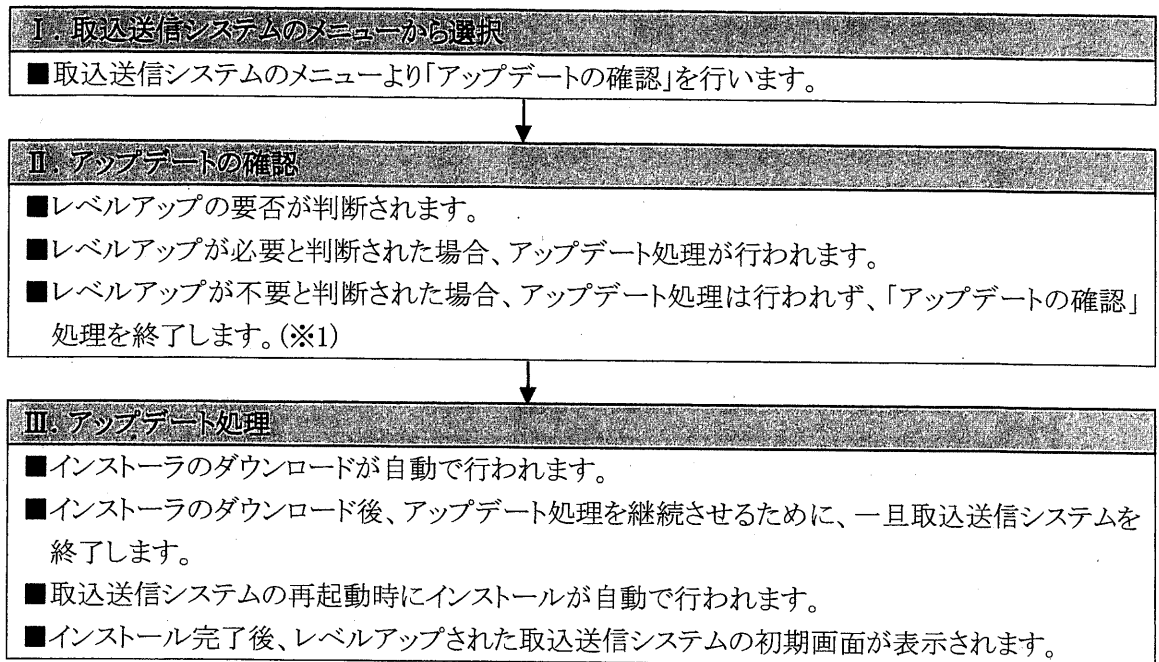 Ⅰ．取込送信システムのメニューから選択
■取込送信システムのメニューより「アップデートの確認」を行います。
Ⅱ．アップデートの確認
■レベルアップの要否が判断されます。
■レベルアップが必要と判断された場合、アップデート処理が行われます。
■レベルアップが不要と判断された場合、アップデート処理は行われず、「アップデートの確認」
処理を終了します。(※1)
Ⅲ．アップデート処理
■インストーラのダウンロードが自動で行われます。
■インストーラのダウンロード後、アップデート処理を継続させるために、一旦取込送信システムを
終了します。
■取込送信システムの再起動時にインストールが自動で行われます。
■インストール完了後、レベルアップされた取込送信システムの初期画面が表示されます。